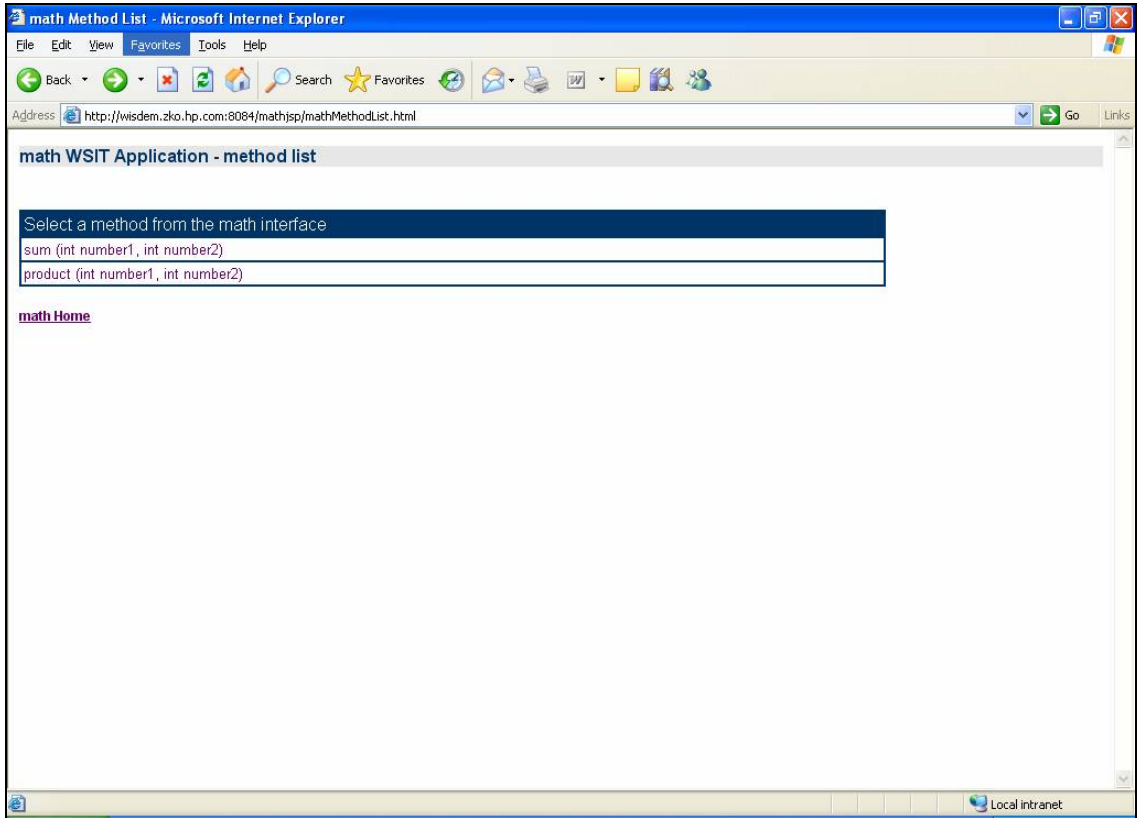 math Method List - Microsoft Internet Explorer
File Edit View Favorites Tools Help
Back Search Favorites
Address http://wisdem.zko.hp.com:8084/mathjsp/mathMethodList.html Go Links
math WSIT Application - method list
Select a method from the math interface
sum (int number1, int number2)
product (int number1, int number2)
math Home
Local intranet